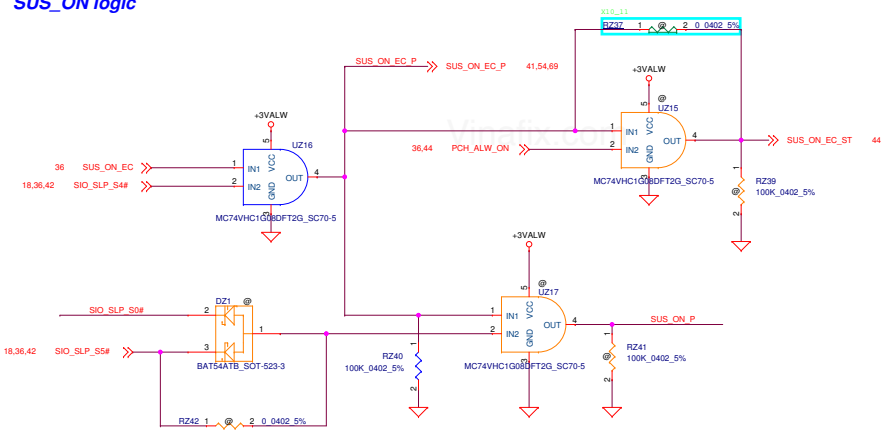 SUS_ON logic
X10_11
RZ37 1 @ 2 0_0402_5%
SUS_ON_EC_P
SUS_ON_EC_P 41,54,69
+3VALW
5
@
UZ15
1
IN1
VCC
36,44 PCH_ALW_ON
2
IN2
OUT
4
SUS_ON_EC_ST 44
GND
3
MC74VHC1G08DFT2G_SC70-5
+3VALW
5
UZ16
36 SUS_ON_EC
1
IN1
VCC
18,36,42 SIO_SLP_S4#
2
IN2
OUT
4
GND
3
MC74VHC1G08DFT2G_SC70-5
1
RZ39
@
100K_0402_5%
2
Vinafix.com
+3VALW
5
@
UZ17
1
IN1
VCC
2
IN2
OUT
4
SUS_ON_P
GND
3
MC74VHC1G08DFT2G_SC70-5
DZ1
@
SIO_SLP_S0#
2
1
18,36,42 SIO_SLP_S5#
3
BAT54ATB_SOT-523-3
1
RZ40
100K_0402_5%
2
1
RZ41
@
100K_0402_5%
2
RZ42 1 @ 2 0_0402_5%